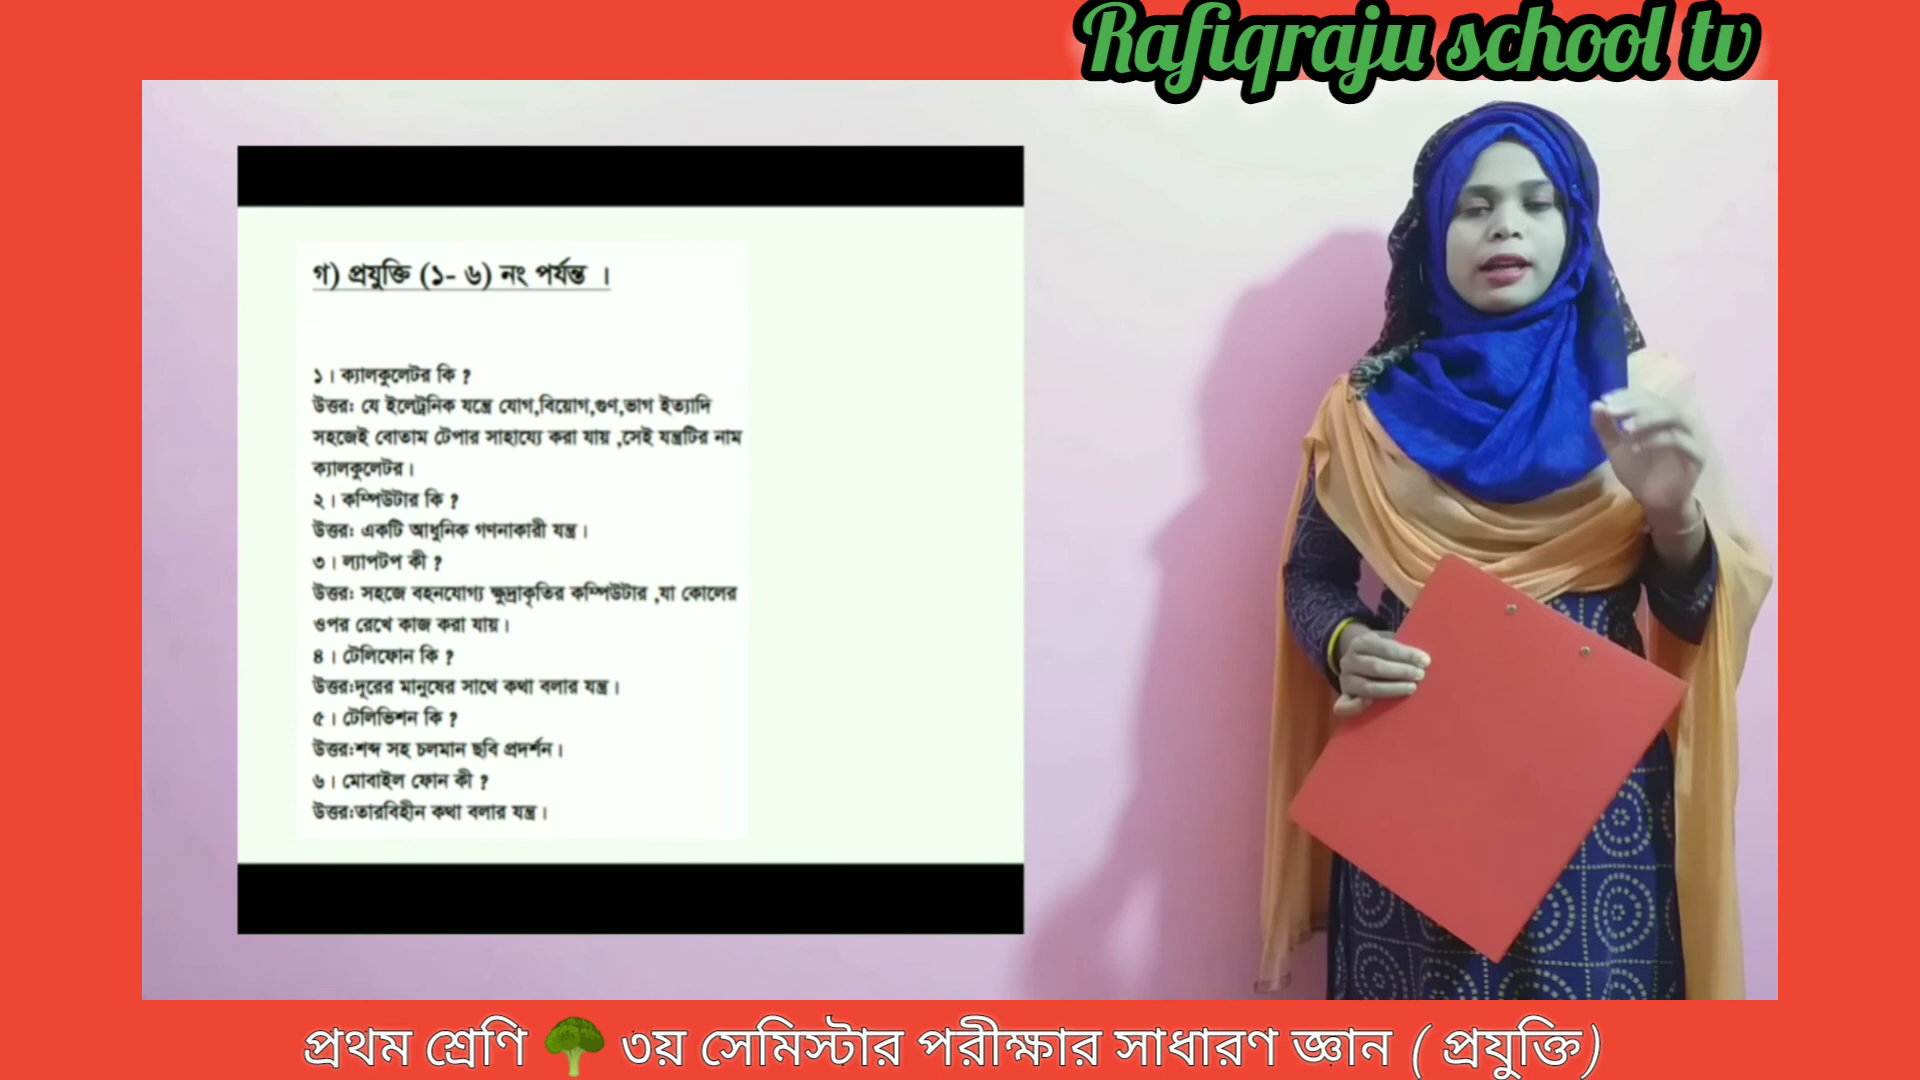 Rafiqraju school tv
গ) প্রযুক্তি (১- ৬) নং পর্যন্ত ।
১। ক্যালকুলেটর কি ?
উত্তর: যে ইলেট্রনিক যন্ত্রে যোগ,বিয়োগ,গুণ,ভাগ ইত্যাদি
সহজেই বোতাম টেপার সাহায্যে করা যায় ,সেই যন্ত্রটির নাম
ক্যালকুলেটর।
২। কম্পিউটার কি ?
উত্তর: একটি আধুনিক গণনাকারী যন্ত্র।
৩। ল্যাপটপ কী ?
উত্তর: সহজে বহনযোগ্য ক্ষুদ্রাকৃতির কম্পিউটার ,যা কোলের
ওপর রেখে কাজ করা যায়।
৪। টেলিফোন কি ?
উত্তর:দূরের মানুষের সাথে কথা বলার যন্ত্র।
৫। টেলিভিশন কি ?
উত্তর:শব্দ সহ চলমান ছবি প্রদর্শন।
৬। মোবাইল ফোন কী ?
উত্তর:তারবিহীন কথা বলার যন্ত্র।
প্রথম শ্রেণি 🥦 ৩য় সেমিস্টার পরীক্ষার সাধারণ জ্ঞান ( প্রযুক্তি)